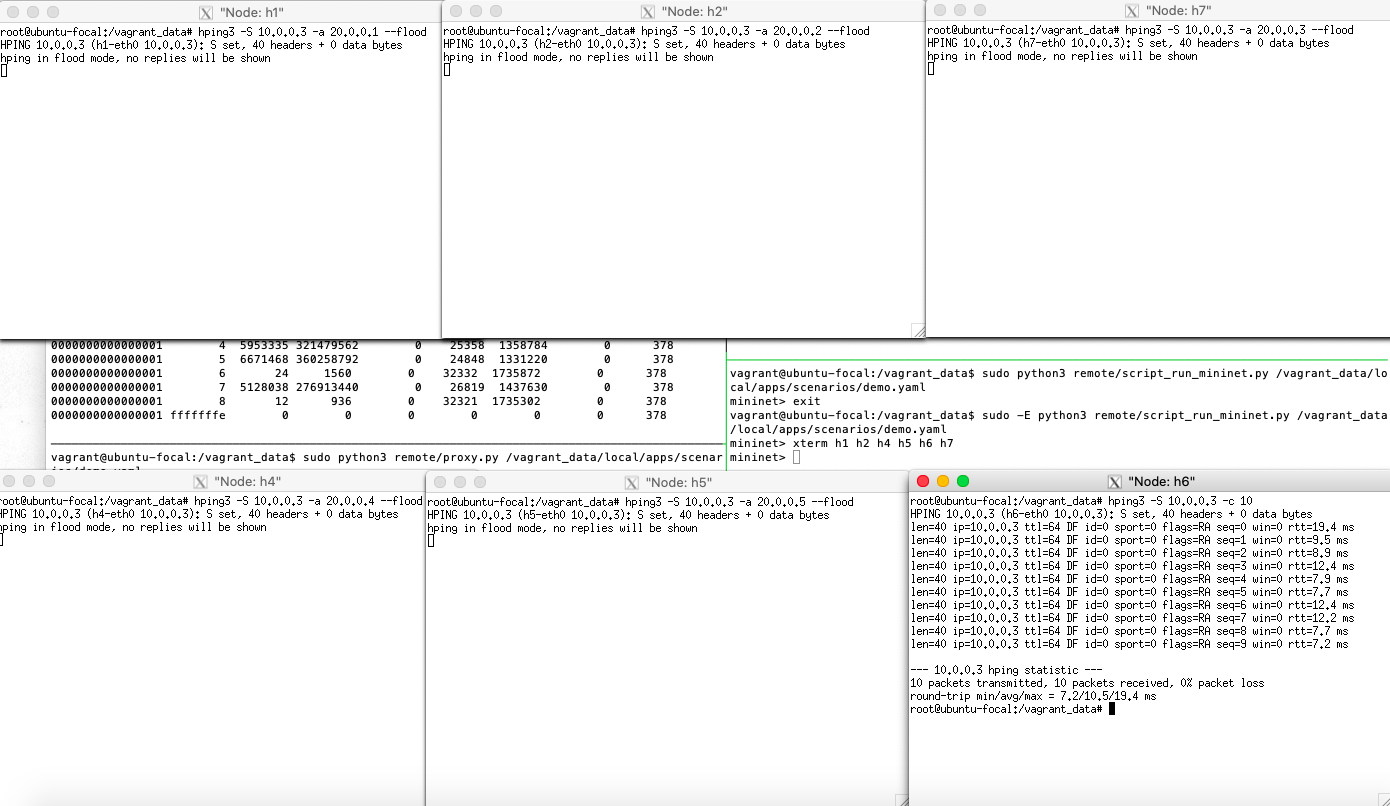 "Node: h1"
root@ubuntu-focal:/vagrant_data# hping3 -S 10.0.0.3 -a 20.0.0.1 --flood
HPING 10.0.0.3 (h1-eth0 10.0.0.3): S set, 40 headers + 0 data bytes
hping in flood mode, no replies will be shown
"Node: h2"
root@ubuntu-focal:/vagrant_data# hping3 -S 10.0.0.3 -a 20.0.0.2 --flood
HPING 10.0.0.3 (h2-eth0 10.0.0.3): S set, 40 headers + 0 data bytes
hping in flood mode, no replies will be shown
"Node: h7"
root@ubuntu-focal:/vagrant_data# hping3 -S 10.0.0.3 -a 20.0.0.3 --flood
HPING 10.0.0.3 (h7-eth0 10.0.0.3): S set, 40 headers + 0 data bytes
hping in flood mode, no replies will be shown
0000000000000001 4 5953335 321479562 0 25358 1358784 0 378
0000000000000001 5 6671468 360258792 0 24848 1331220 0 378
0000000000000001 6 24 1560 0 32332 1735872 0 378
0000000000000001 7 5128038 276913440 0 26819 1437630 0 378
0000000000000001 8 12 936 0 32321 1735302 0 378
0000000000000001 fffffffe 0 0 0 0 0 0 378
vagrant@ubuntu-focal:/vagrant_data$ sudo python3 remote/proxy.py /vagrant_data/local/apps/scenar
vagrant@ubuntu-focal:/vagrant_data$ sudo python3 remote/script_run_mininet.py /vagrant_data/lo
cal/apps/scenarios/demo.yaml
mininet> exit
vagrant@ubuntu-focal:/vagrant_data$ sudo -E python3 remote/script_run_mininet.py /vagrant_data
/local/apps/scenarios/demo.yaml
mininet> xterm h1 h2 h4 h5 h6 h7
mininet>
"Node: h4"
root@ubuntu-focal:/vagrant_data# hping3 -S 10.0.0.3 -a 20.0.0.4 --flood
HPING 10.0.0.3 (h4-eth0 10.0.0.3): S set, 40 headers + 0 data bytes
hping in flood mode, no replies will be shown
"Node: h5"
root@ubuntu-focal:/vagrant_data# hping3 -S 10.0.0.3 -a 20.0.0.5 --flood
HPING 10.0.0.3 (h5-eth0 10.0.0.3): S set, 40 headers + 0 data bytes
hping in flood mode, no replies will be shown
"Node: h6"
root@ubuntu-focal:/vagrant_data# hping3 -S 10.0.0.3 -c 10
HPING 10.0.0.3 (h6-eth0 10.0.0.3): S set, 40 headers + 0 data bytes
len=40 ip=10.0.0.3 ttl=64 DF id=0 sport=0 flags=RA seq=0 win=0 rtt=19.4 ms
len=40 ip=10.0.0.3 ttl=64 DF id=0 sport=0 flags=RA seq=1 win=0 rtt=9.5 ms
len=40 ip=10.0.0.3 ttl=64 DF id=0 sport=0 flags=RA seq=2 win=0 rtt=8.9 ms
len=40 ip=10.0.0.3 ttl=64 DF id=0 sport=0 flags=RA seq=3 win=0 rtt=12.4 ms
len=40 ip=10.0.0.3 ttl=64 DF id=0 sport=0 flags=RA seq=4 win=0 rtt=7.9 ms
len=40 ip=10.0.0.3 ttl=64 DF id=0 sport=0 flags=RA seq=5 win=0 rtt=7.7 ms
len=40 ip=10.0.0.3 ttl=64 DF id=0 sport=0 flags=RA seq=6 win=0 rtt=12.4 ms
len=40 ip=10.0.0.3 ttl=64 DF id=0 sport=0 flags=RA seq=7 win=0 rtt=12.2 ms
len=40 ip=10.0.0.3 ttl=64 DF id=0 sport=0 flags=RA seq=8 win=0 rtt=7.7 ms
len=40 ip=10.0.0.3 ttl=64 DF id=0 sport=0 flags=RA seq=9 win=0 rtt=7.2 ms
--- 10.0.0.3 hping statistic ---
10 packets transmitted, 10 packets received, 0% packet loss
round-trip min/avg/max = 7.2/10.5/19.4 ms
root@ubuntu-focal:/vagrant_data#